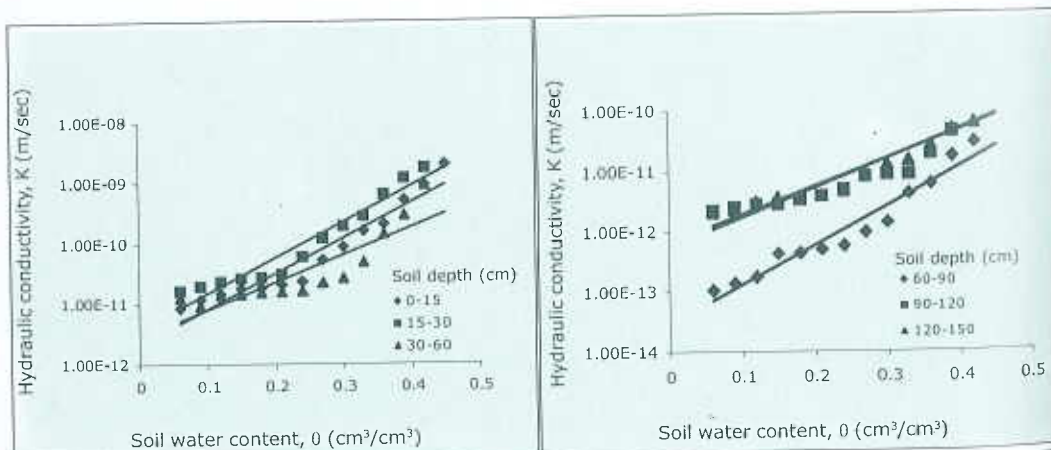 Hydraulic conductivity, K (m/sec)
1.00E-08
1.00E-09
1.00E-10
1.00E-11
1.00E-12
0
0.1
0.2
0.3
0.4
0.5
Soil depth (cm)
0-15
15-30
30-60
Soil water content, θ (cm³/cm³)
Hydraulic conductivity, K (m/sec)
1.00E-10
1.00E-11
1.00E-12
1.00E-13
1.00E-14
0
0.1
0.2
0.3
0.4
0.5
Soil depth (cm)
60-90
90-120
120-150
Soil water content, θ (cm³/cm³)